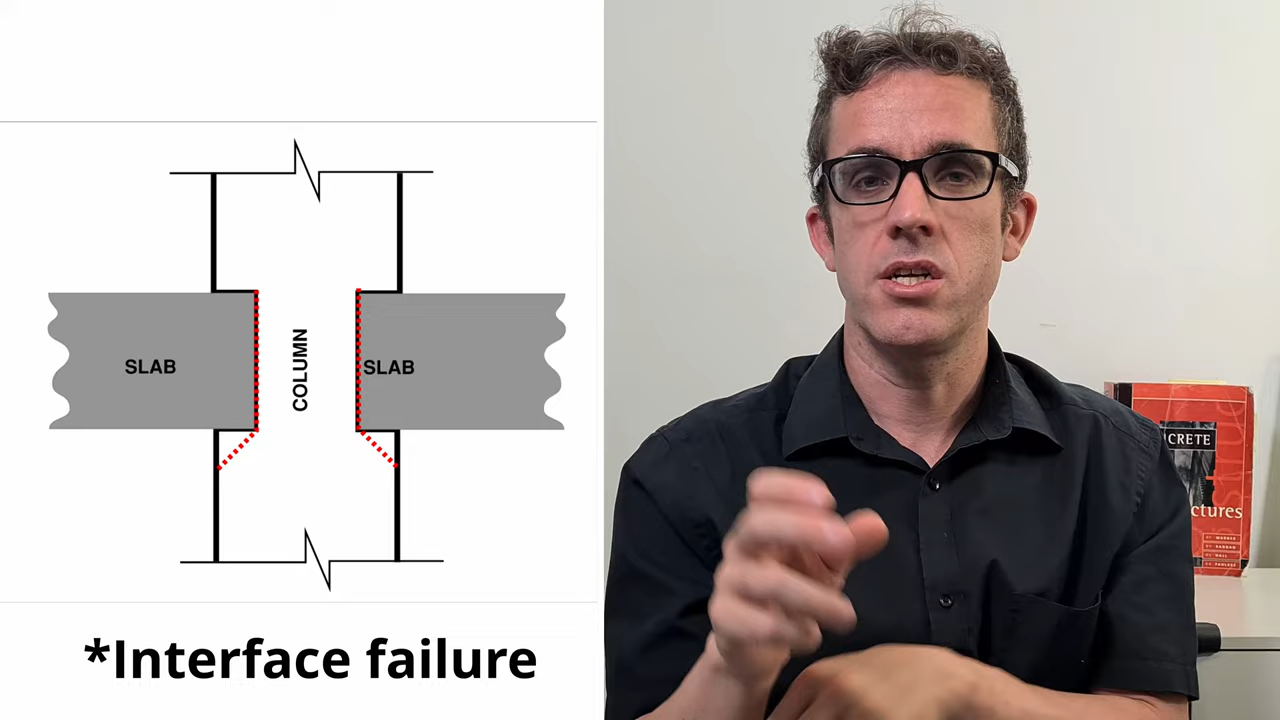 SLAB
COLUMN
SLAB
*Interface failure
CRETE
ctures